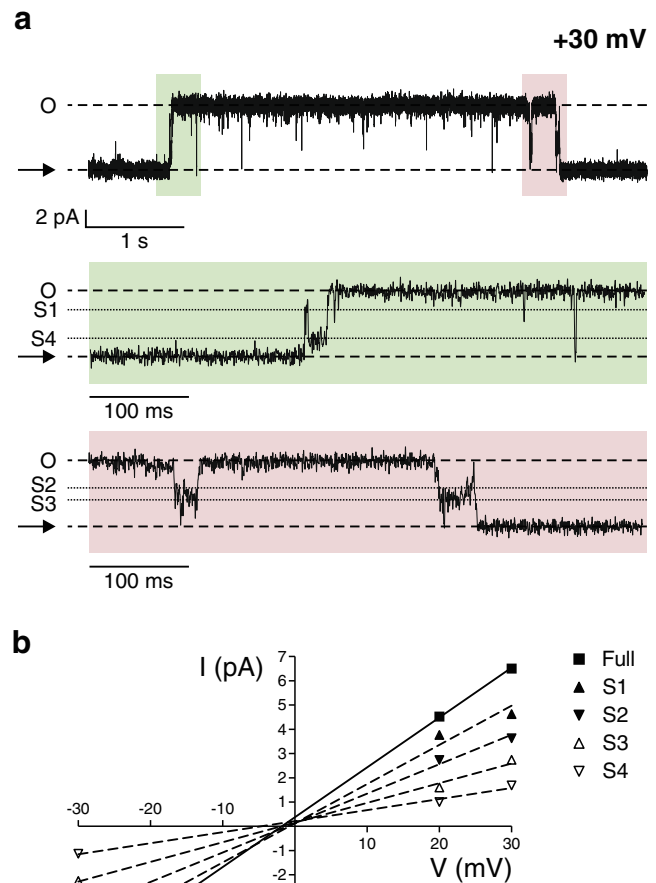 a
+30 mV
O
2 pA
1 s
O
S1
S4
100 ms
O
S2
S3
100 ms
b
I (pA)
7
6
5
4
3
2
1
-30 -20 -10
10 20 30
-1
-2
V (mV)
Full
S1
S2
S3
S4